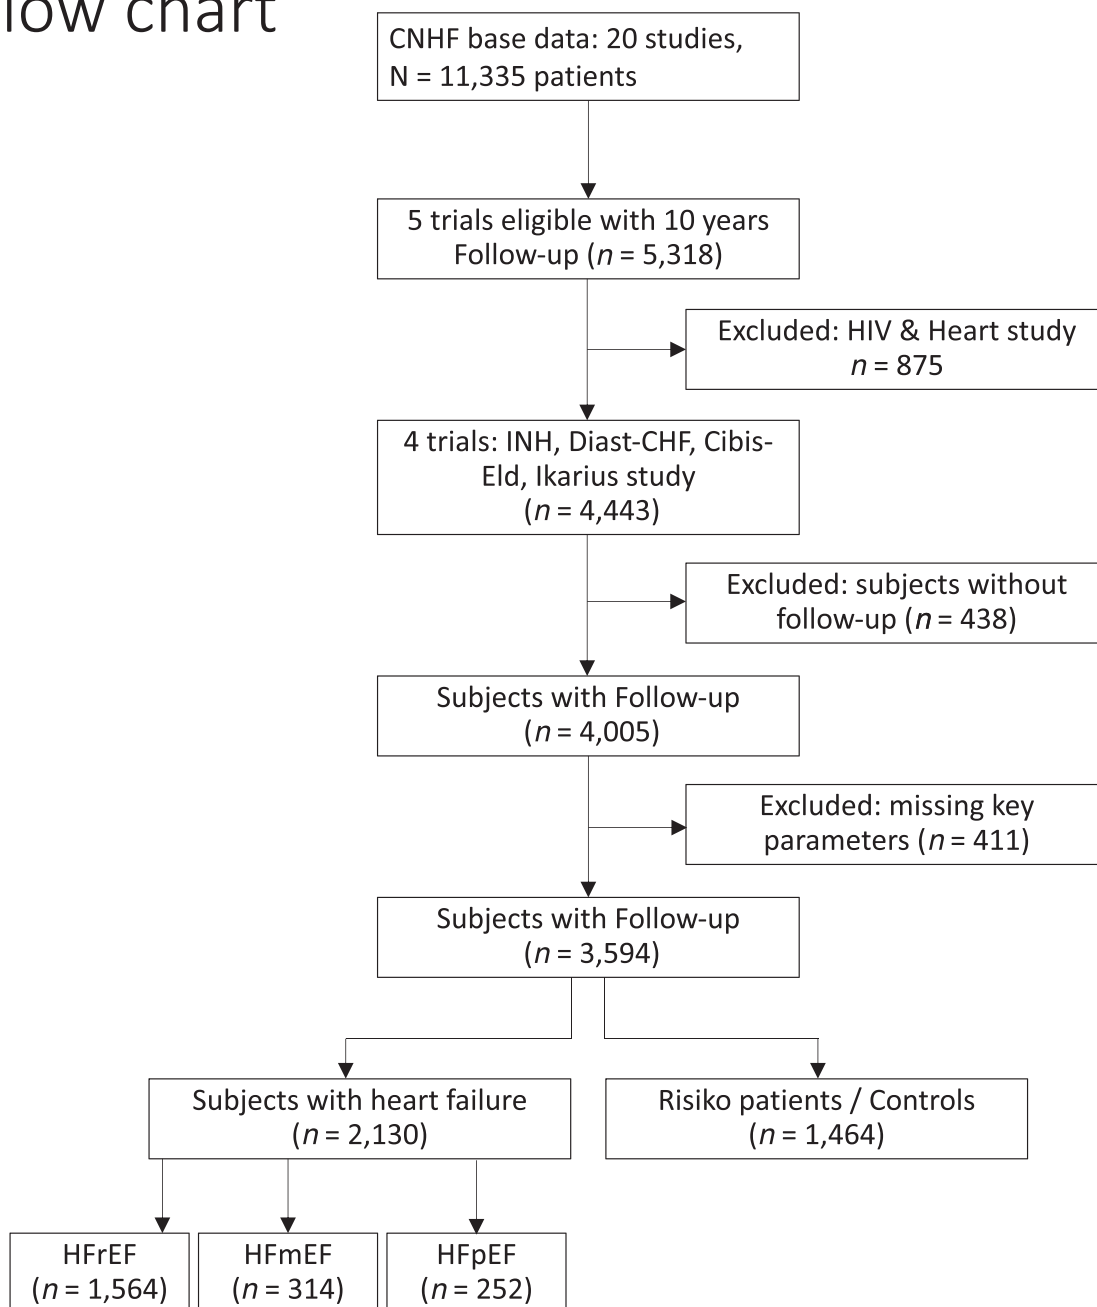 low chart
CNHF base data: 20 studies,
N = 11,335 patients
5 trials eligible with 10 years
Follow-up (n = 5,318)
Excluded: HIV & Heart study
n = 875
4 trials: INH, Diast-CHF, Cibis-
Eld, Ikarius study
(n = 4,443)
Excluded: subjects without
follow-up (n = 438)
Subjects with Follow-up
(n = 4,005)
Excluded: missing key
parameters (n = 411)
Subjects with Follow-up
(n = 3,594)
Subjects with heart failure
(n = 2,130)
Risiko patients / Controls
(n = 1,464)
HFrEF
(n = 1,564)
HFmEF
(n = 314)
HFpEF
(n = 252)